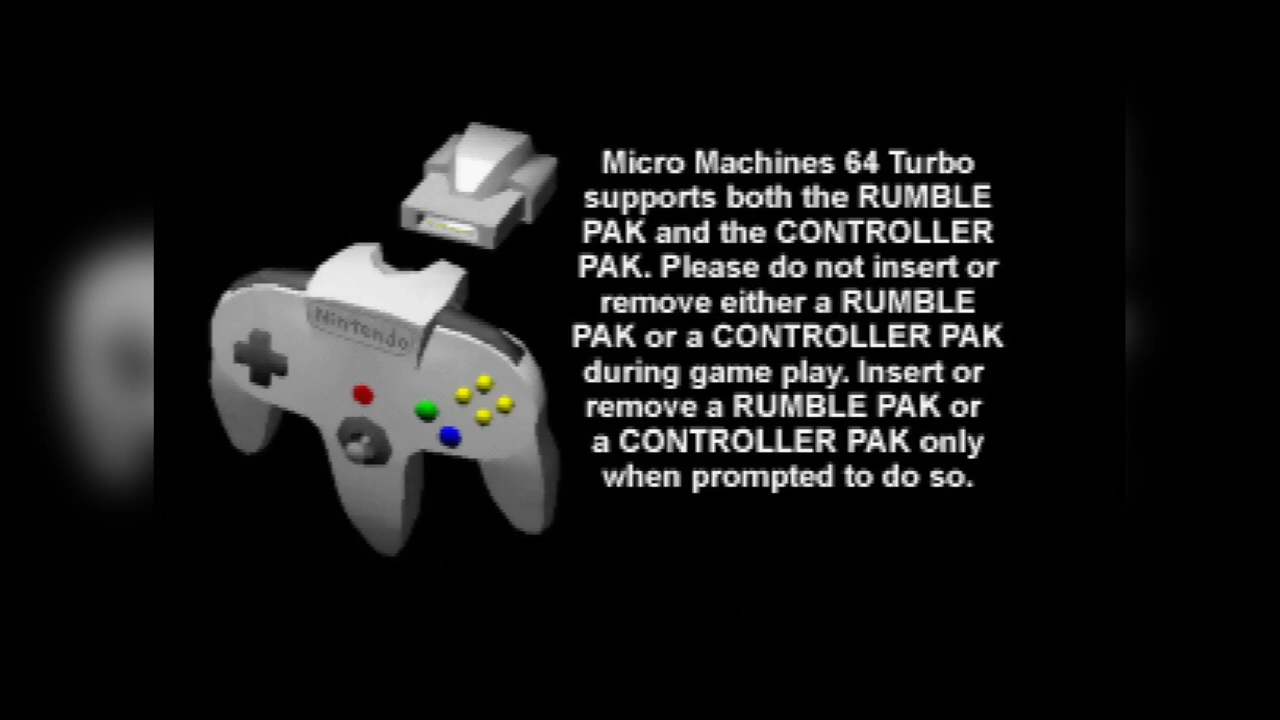 Micro Machines 64 Turbo
supports both the RUMBLE
PAK and the CONTROLLER
PAK. Please do not insert or
remove either a RUMBLE
PAK or a CONTROLLER PAK
during game play. Insert or
remove a RUMBLE PAK or
a CONTROLLER PAK only
when prompted to do so.
Nintendo